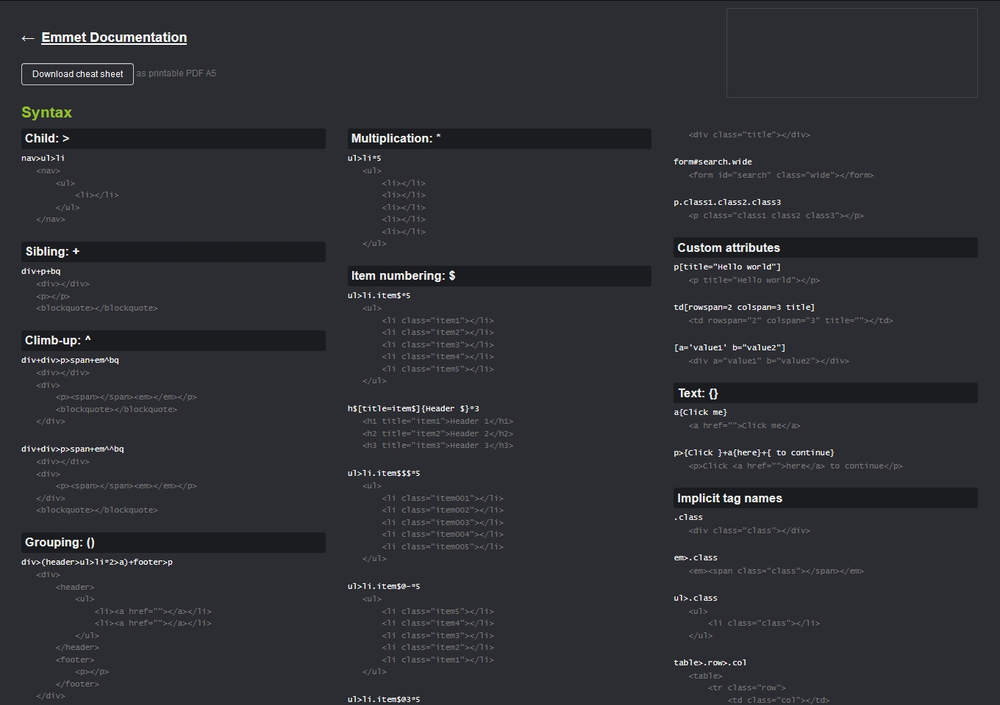 ← Emmet Documentation
Download cheat sheet as printable PDF A5
Syntax
Child: >
nav>ul>li
<nav>
<ul>
<li></li>
</ul>
</nav>
Sibling: +
div+p+bq
<div></div>
<p></p>
<blockquote></blockquote>
Climb-up: ^
div+div>p>span+em^bq
<div></div>
<div>
<p><span></span><em></em></p>
<blockquote></blockquote>
</div>
div+div>p>span+em^^bq
<div></div>
<div>
<p><span></span><em></em></p>
</div>
<blockquote></blockquote>
Grouping: ()
div>(header>ul>li*2>a)+footer>p
<div>
<header>
<ul>
<li><a href=""></a></li>
<li><a href=""></a></li>
</ul>
</header>
<footer>
<p></p>
</footer>
</div>
Multiplication: *
ul>li*5
<ul>
<li></li>
<li></li>
<li></li>
<li></li>
<li></li>
</ul>
Item numbering: $
ul>li.item$*5
<ul>
<li class="item1"></li>
<li class="item2"></li>
<li class="item3"></li>
<li class="item4"></li>
<li class="item5"></li>
</ul>
h$[title=item$]{Header $}*3
<h1 title="item1">Header 1</h1>
<h2 title="item2">Header 2</h2>
<h3 title="item3">Header 3</h3>
ul>li.item$$$*5
<ul>
<li class="item001"></li>
<li class="item002"></li>
<li class="item003"></li>
<li class="item004"></li>
<li class="item005"></li>
</ul>
ul>li.item$@-*5
<ul>
<li class="item5"></li>
<li class="item4"></li>
<li class="item3"></li>
<li class="item2"></li>
<li class="item1"></li>
</ul>
ul>li.item$@3*5
<div class="title"></div>
form#search.wide
<form id="search" class="wide"></form>
p.class1.class2.class3
<p class="class1 class2 class3"></p>
Custom attributes
p[title="Hello world"]
<p title="Hello world"></p>
td[rowspan=2 colspan=3 title]
<td rowspan="2" colspan="3" title=""></td>
[a='value1' b="value2"]
<div a="value1" b="value2"></div>
Text: {}
a{Click me}
<a href="">Click me</a>
p>{Click }+a{here}+{ to continue}
<p>Click <a href="">here</a> to continue</p>
Implicit tag names
.class
<div class="class"></div>
em>.class
<em><span class="class"></span></em>
ul>.class
<ul>
<li class="class"></li>
</ul>
table>.row>.col
<table>
<tr class="row">
<td class="col"></td>